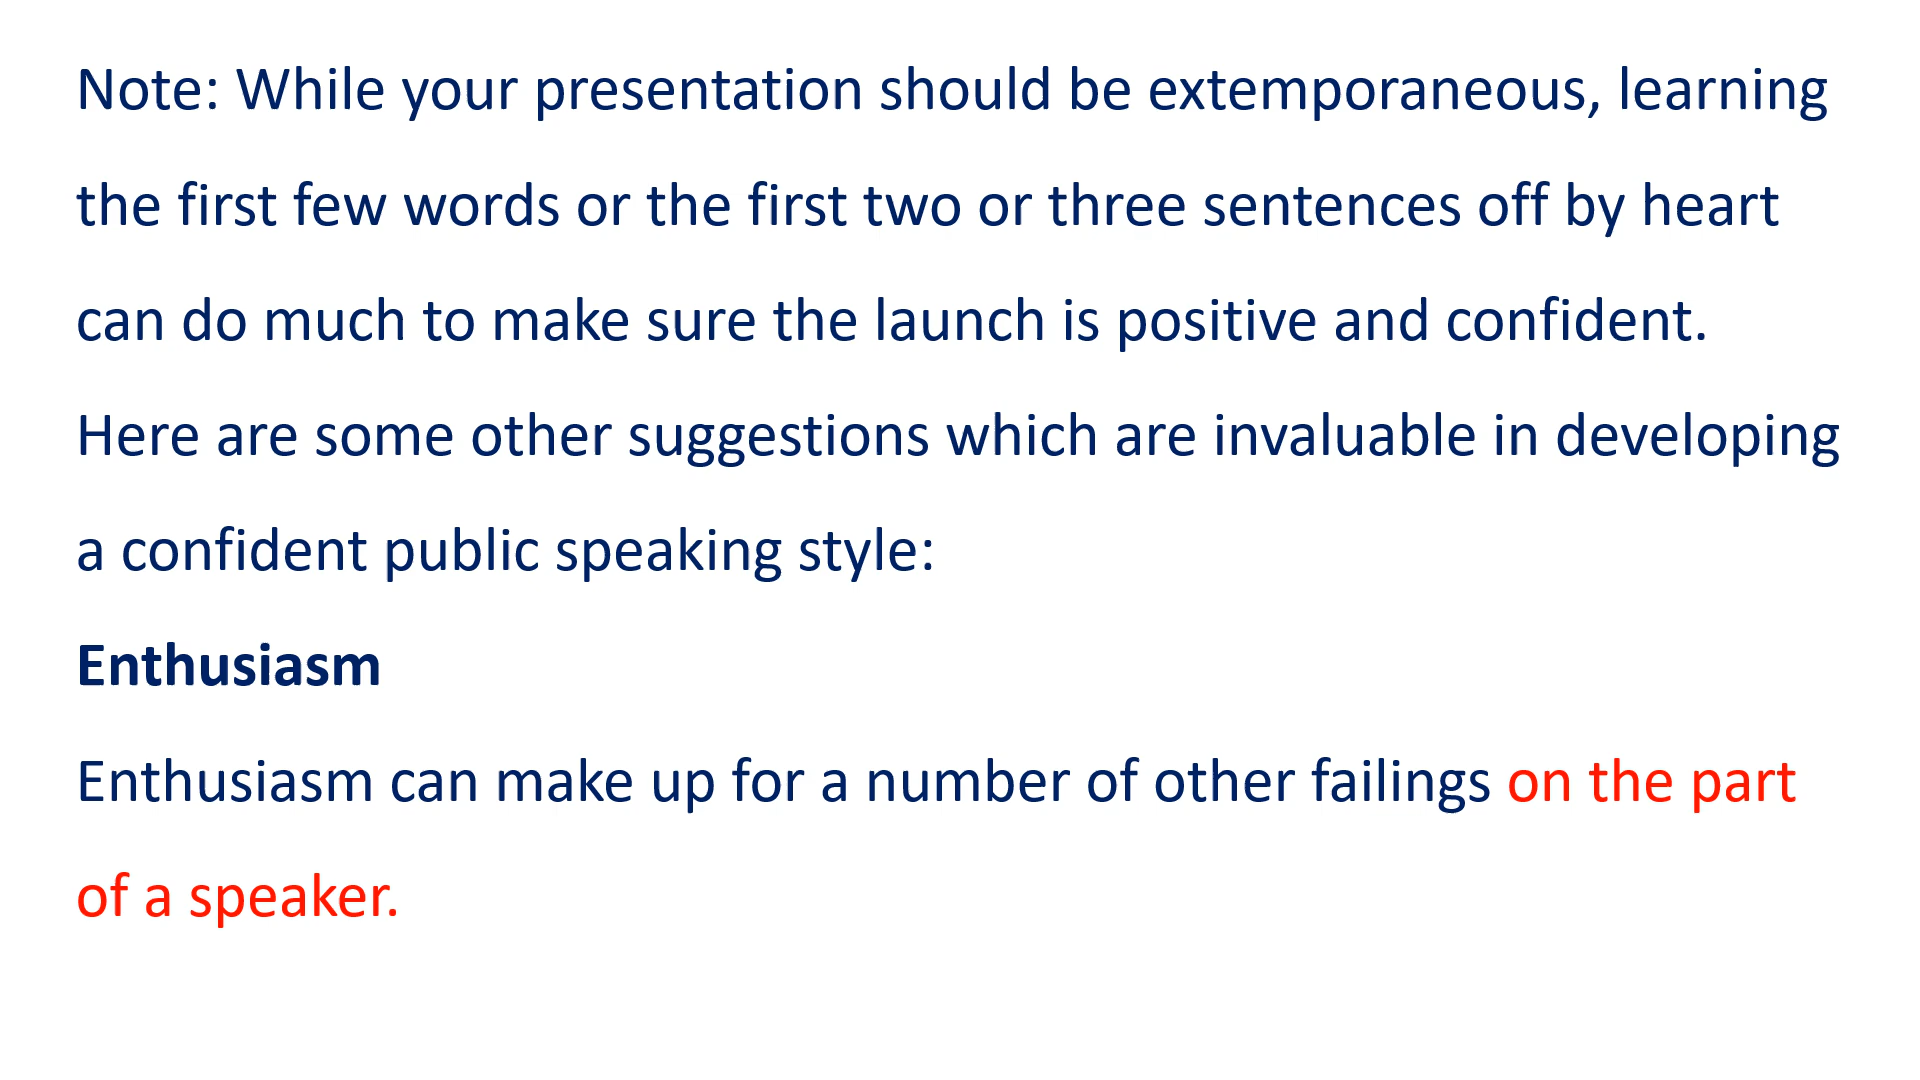 Note: While your presentation should be extemporaneous, learning
the first few words or the first two or three sentences off by heart
can do much to make sure the launch is positive and confident.
Here are some other suggestions which are invaluable in developing
a confident public speaking style:
Enthusiasm
Enthusiasm can make up for a number of other failings on the part
of a speaker.